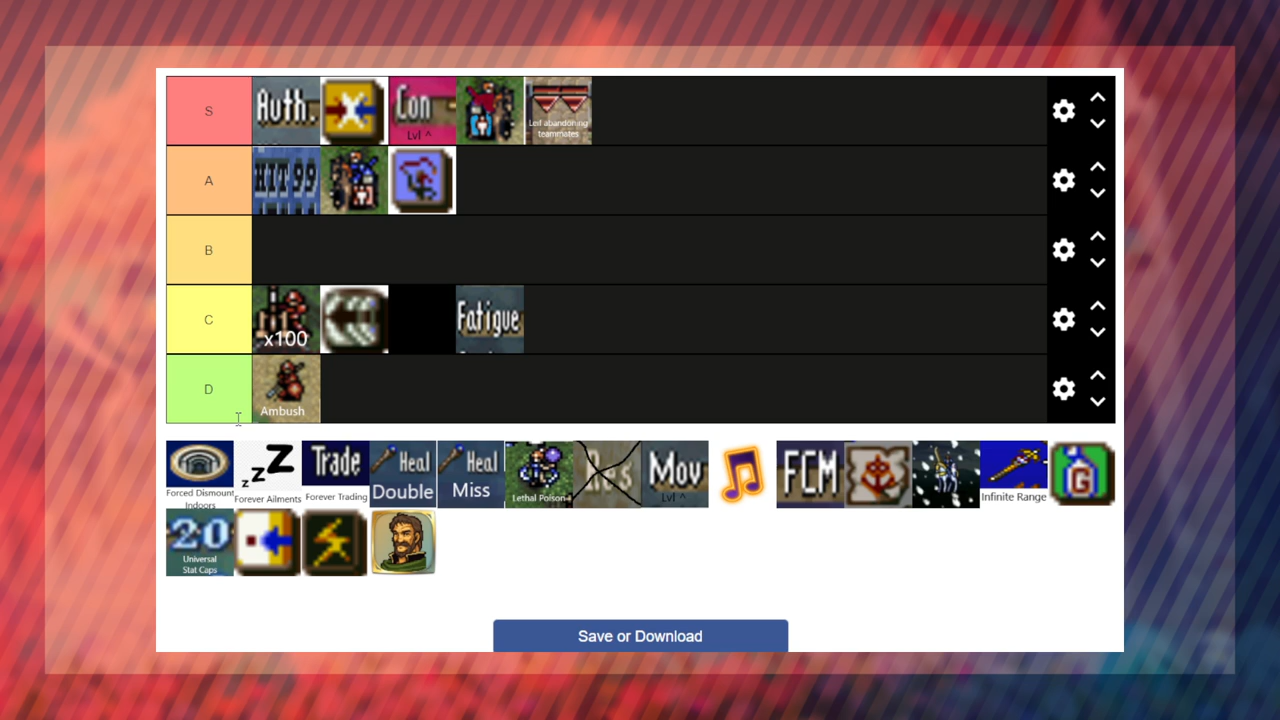 S
Auth.
Con
Lvl ^
Leif abandoning
teammates
A
HIT 99
B
C
x100
Fatigue
D
Ambush
Forced Dismount
Indoors
zzZ
Forever Ailments
Trade
Forever Trading
Heal
Double
Heal
Miss
Lethal Poison
Res
Mov
Lvl ^
FCM
Infinite Range
G
20
Universal
Stat Caps
Save or Download